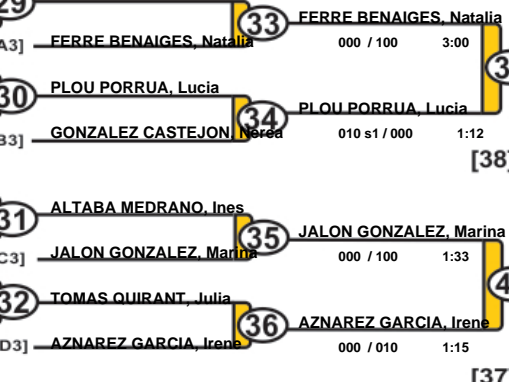 29
33
FERRE BENAIGES, Natalia
A3] FERRE BENAIGES, Natalia
000 / 100 3:00
30
PLOU PORRUA, Lucia
34
PLOU PORRUA, Lucia
B3] GONZALEZ CASTEJON, Nerea
010 s1 / 000 1:12
[38]
31
ALTABA MEDRANO, Ines
35
JALON GONZALEZ, Marina
C3] JALON GONZALEZ, Marina
000 / 100 1:33
32
TOMAS QUIRANT, Julia
36
AZNAREZ GARCIA, Irene
D3] AZNAREZ GARCIA, Irene
000 / 010 1:15
[37]